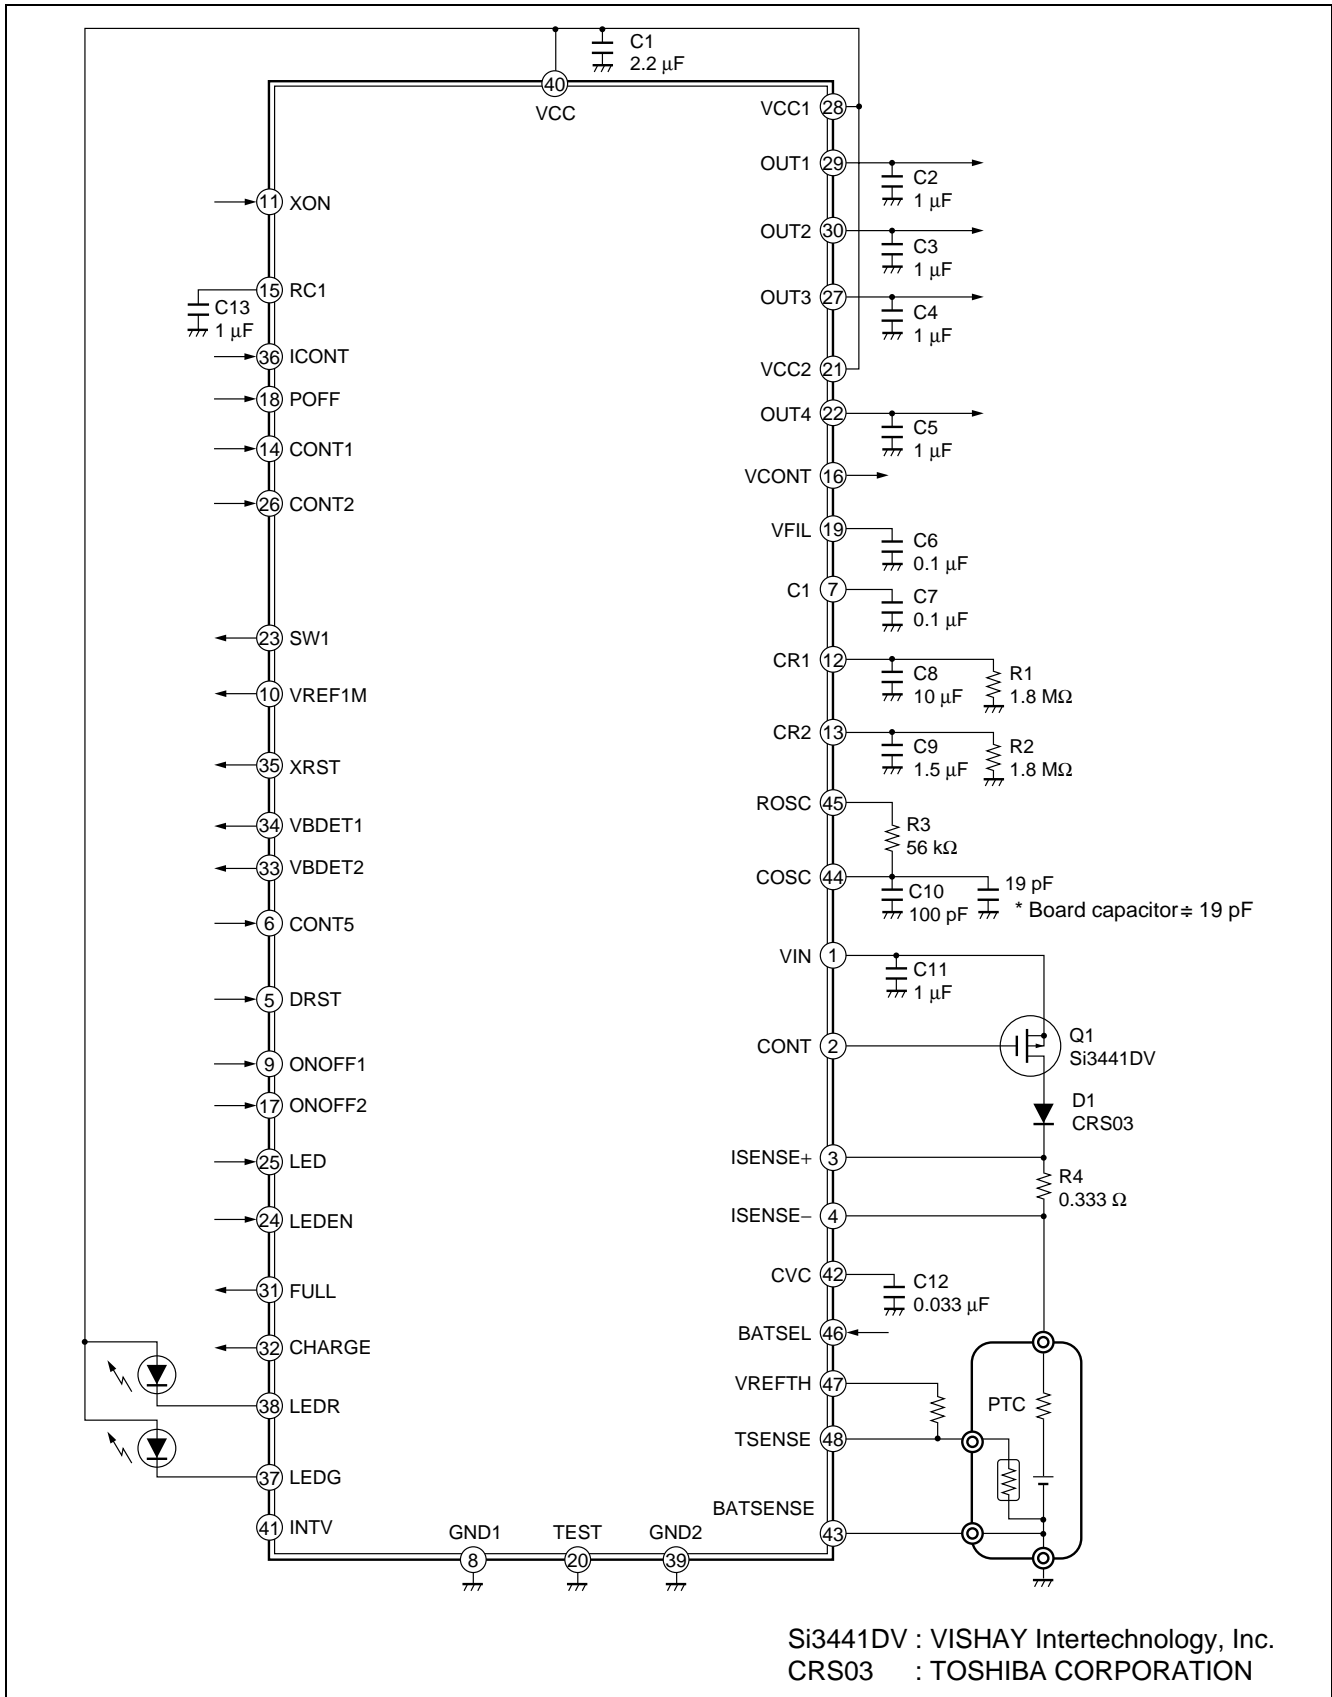 C1
2.2 µF
40
VCC
VCC1 28
OUT1 29
C2
1 µF
11 XON
OUT2 30
C3
1 µF
15 RC1
C13
1 µF
OUT3 27
C4
1 µF
36 ICONT
VCC2 21
18 POFF
OUT4 22
C5
1 µF
14 CONT1
VCONT 16
26 CONT2
VFIL 19
C6
0.1 µF
C1 7
C7
0.1 µF
23 SW1
CR1 12
C8
10 µF
R1
1.8 MΩ
10 VREF1M
CR2 13
C9
1.5 µF
R2
1.8 MΩ
35 XRST
ROSC 45
R3
56 kΩ
34 VBDET1
33 VBDET2
COSC 44
C10
100 pF
19 pF
* Board capacitor ≑ 19 pF
6 CONT5
VIN 1
C11
1 µF
5 DRST
CONT 2
Q1
Si3441DV
9 ONOFF1
17 ONOFF2
D1
CRS03
25 LED
ISENSE+ 3
R4
0.333 Ω
24 LEDEN
ISENSE− 4
31 FULL
CVC 42
C12
0.033 µF
32 CHARGE
BATSEL 46
VREFTH 47
PTC
38 LEDR
TSENSE 48
37 LEDG
BATSENSE
43
41 INTV
GND1
8
TEST
20
GND2
39
Si3441DV : VISHAY Intertechnology, Inc.
CRS03 : TOSHIBA CORPORATION